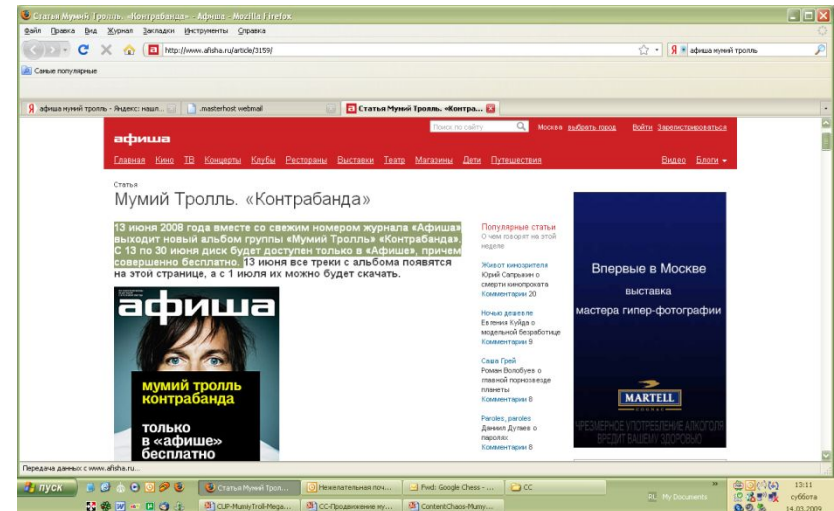 Статья Мумий Тролль. «Контрабанда» - Афиша - Mozilla Firefox
Файл Правка Вид Журнал Закладки Инструменты Справка
http://www.afisha.ru/article/3159/
афиша мумий тролль
Самые популярные
афиша мумий тролль - Яндекс: нашл...
.masterhost webmail
Статья Мумий Тролль. «Контра...
афиша
Поиск по сайту
Москва выбрать город
Войти Зарегистрироваться
Главная Кино ТВ Концерты Клубы Рестораны Выставки Театр Магазины Дети Путешествия
Видео Блоги
Статья
Мумий Тролль. «Контрабанда»
13 июня 2008 года вместе со свежим номером журнала «Афиша»
выходит новый альбом группы «Мумий Тролль» «Контрабанда».
С 13 по 30 июня диск будет доступен только в «Афише», причем
совершенно бесплатно. 13 июня все треки с альбома появятся
на этой странице, а с 1 июля их можно будет скачать.
афиша
мумий тролль
контрабанда
только
в «афише»
бесплатно
Популярные статьи
О чем говорят на этой
неделе
Живот кинозрителя
Юрий Сапрыкин о
смерти кинопроката
Комментарии 20
Ночью дешевле
Евгения Куйда о
модельной безработице
Комментарии 9
Саша Грей
Роман Волобуев о
главной порнозвезде
планеты
Комментарии 8
Paroles, paroles
Даниил Дугаев о
паролях
Комментарии 8
Впервые в Москве
выставка
мастера гипер-фотографии
MARTELL
COGNAC
ЧРЕЗМЕРНОЕ УПОТРЕБЛЕНИЕ АЛКОГОЛЯ
ВРЕДИТ ВАШЕМУ ЗДОРОВЬЮ
Передача данных с www.afisha.ru...
пуск
Статья Мумий Трол...
Нежелательная поч...
Fwd: Google Chess - ...
CC
CUP-MumiyTroll-Mega...
CC-Продвижение му...
ContentChaos-Mumy...
RL
My Documents
13:11
суббота
14.03.2009